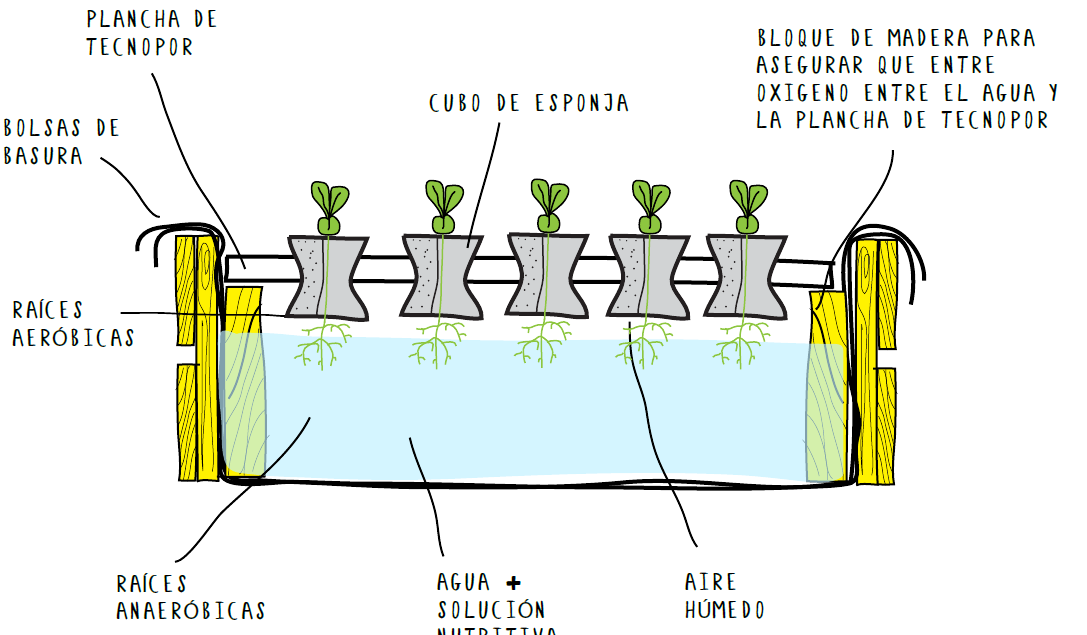 PLANCHA DE
TECNOPOR
BLOQUE DE MADERA PARA
ASEGURAR QUE ENTRE
OXIGENO ENTRE EL AGUA Y
LA PLANCHA DE TECNOPOR
CUBO DE ESPONJA
BOLSAS DE
BASURA
RAÍCES
AERÓBICAS
RAÍCES
ANAERÓBICAS
AGUA +
SOLUCIÓN
NUTRITIVA
AIRE
HÚMEDO